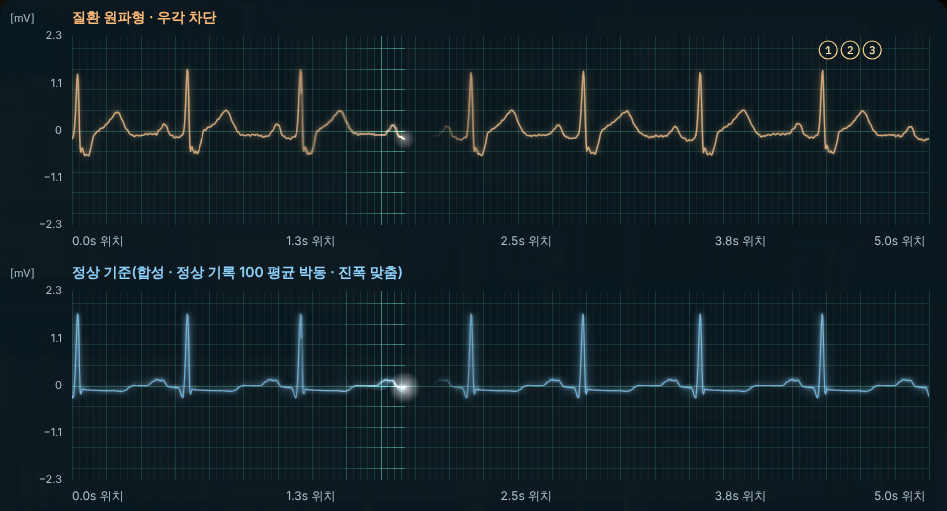 [mV] 질환 원파형 · 우각 차단
2.3
① ② ③
1.1
0
−1.1
−2.3
0.0s 위치 1.3s 위치 2.5s 위치 3.8s 위치 5.0s 위치
[mV] 정상 기준(합성 · 정상 기록 100 평균 박동 · 진폭 맞춤)
2.3
1.1
0
−1.1
−2.3
0.0s 위치 1.3s 위치 2.5s 위치 3.8s 위치 5.0s 위치